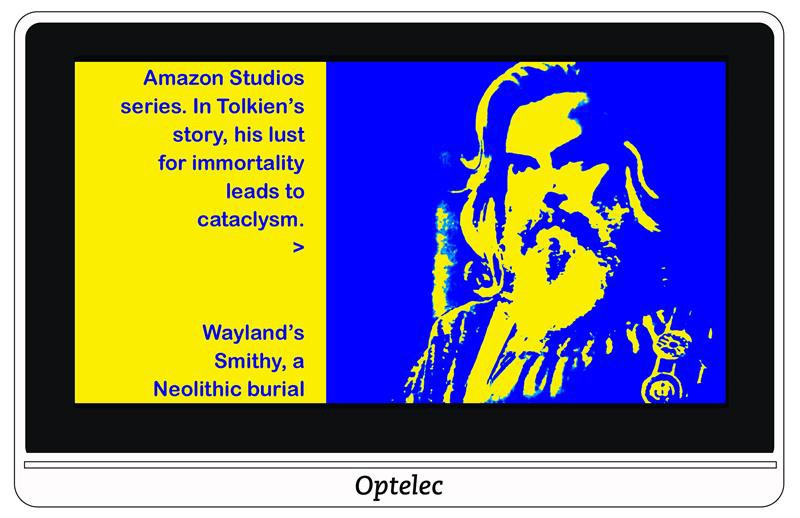 Amazon Studios
series. In Tolkien’s
story, his lust
for immortality
leads to
cataclysm.
>
Wayland’s
Smithy, a
Neolithic burial
Optelec